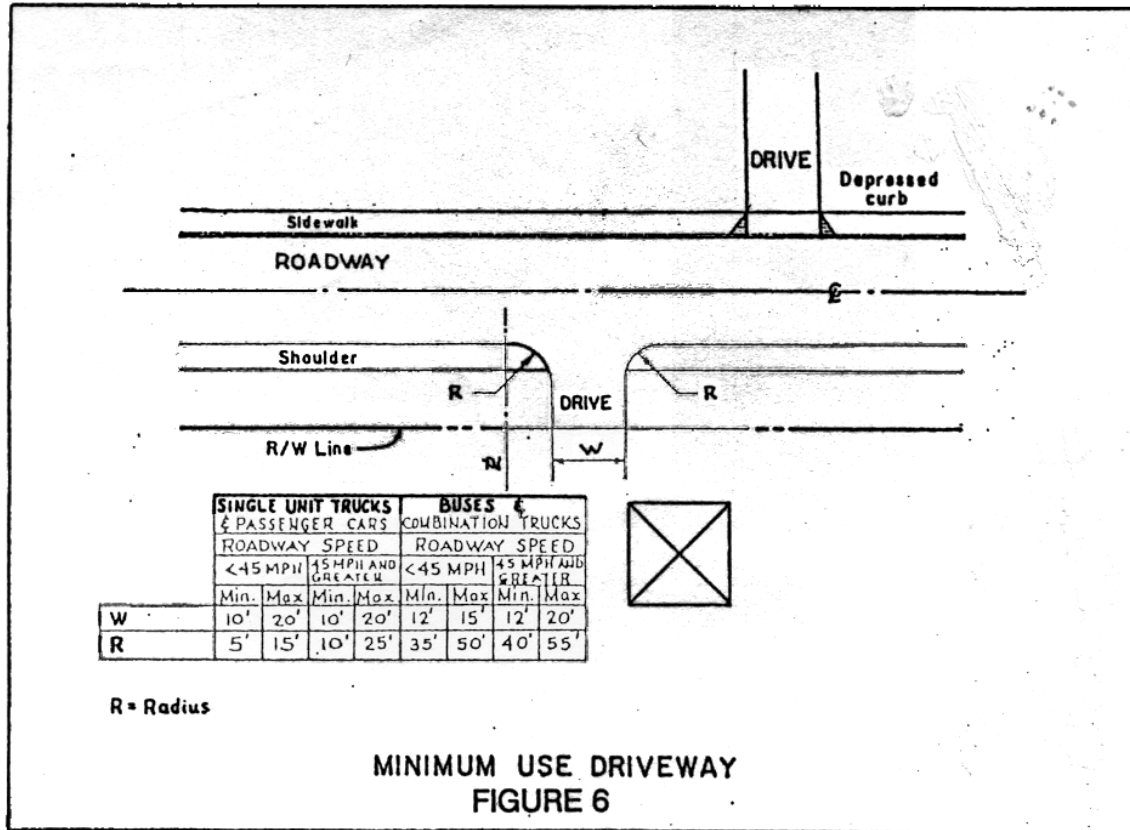 DRIVE
Depressed
curb
Sidewalk
ROADWAY
℄
Shoulder
R
R
DRIVE
R/W Line
W
SINGLE UNIT TRUCKS BUSES &
& PASSENGER CARS COMBINATION TRUCKS
ROADWAY SPEED ROADWAY SPEED
<45 MPH 45 MPH AND GREATER <45 MPH 45 MPH AND GREATER
Min. Max Min. Max Min. Max Min. Max
W 10' 20' 10' 20' 12' 15' 12' 20'
R 5' 15' 10' 25' 35' 50' 40' 55'
R = Radius
MINIMUM USE DRIVEWAY
FIGURE 6